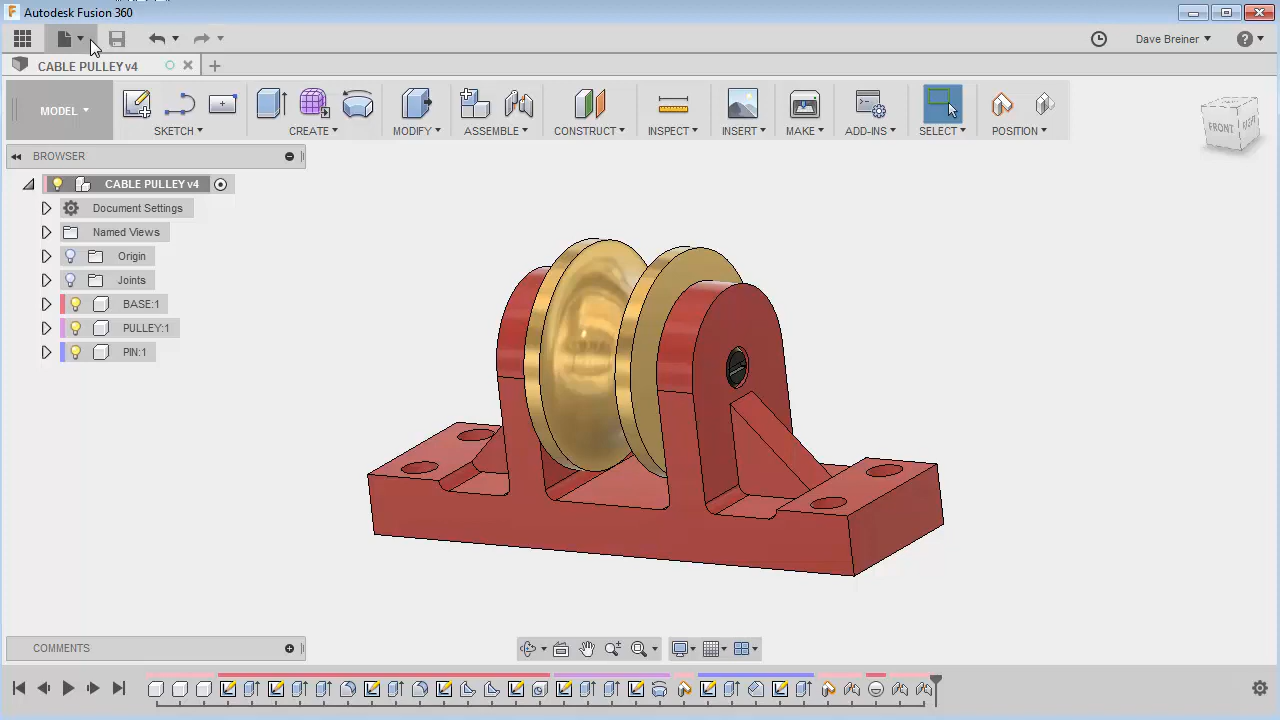 F Autodesk Fusion 360
Dave Breiner
?
CABLE PULLEY v4
MODEL
SKETCH CREATE MODIFY ASSEMBLE CONSTRUCT INSPECT INSERT MAKE ADD-INS SELECT POSITION
FRONT RIGHT
BROWSER
CABLE PULLEY v4
Document Settings
Named Views
Origin
Joints
BASE:1
PULLEY:1
PIN:1
COMMENTS